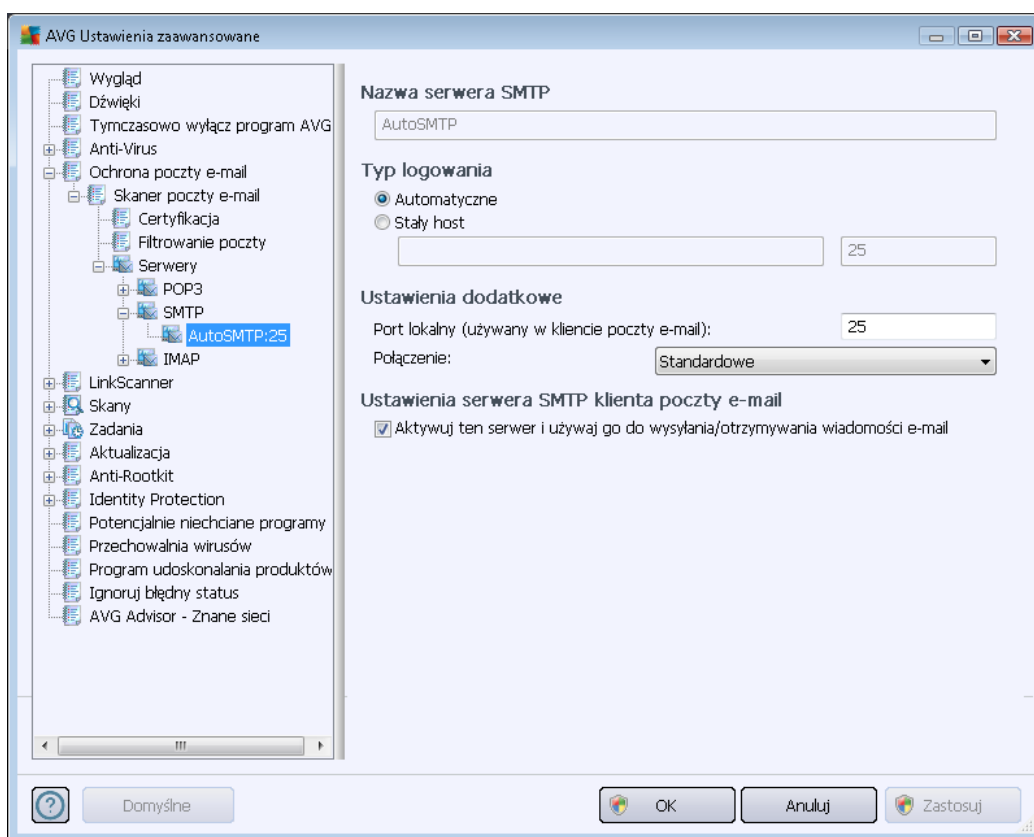 AVG Ustawienia zaawansowane
Wygląd
Dźwięki
Tymczasowo wyłącz program AVG
Anti-Virus
Ochrona poczty e-mail
Skaner poczty e-mail
Certyfikacja
Filtrowanie poczty
Serwery
POP3
SMTP
AutoSMTP:25
IMAP
LinkScanner
Skany
Zadania
Aktualizacja
Anti-Rootkit
Identity Protection
Potencjalnie niechciane programy
Przechowalnia wirusów
Program udoskonalania produktów
Ignoruj błędny status
AVG Advisor - Znane sieci
Nazwa serwera SMTP
AutoSMTP
Typ logowania
Automatyczne
Stały host
25
Ustawienia dodatkowe
Port lokalny (używany w kliencie poczty e-mail): 25
Połączenie: Standardowe
Ustawienia serwera SMTP klienta poczty e-mail
Aktywuj ten serwer i używaj go do wysyłania/otrzymywania wiadomości e-mail
Domyślne OK Anuluj Zastosuj